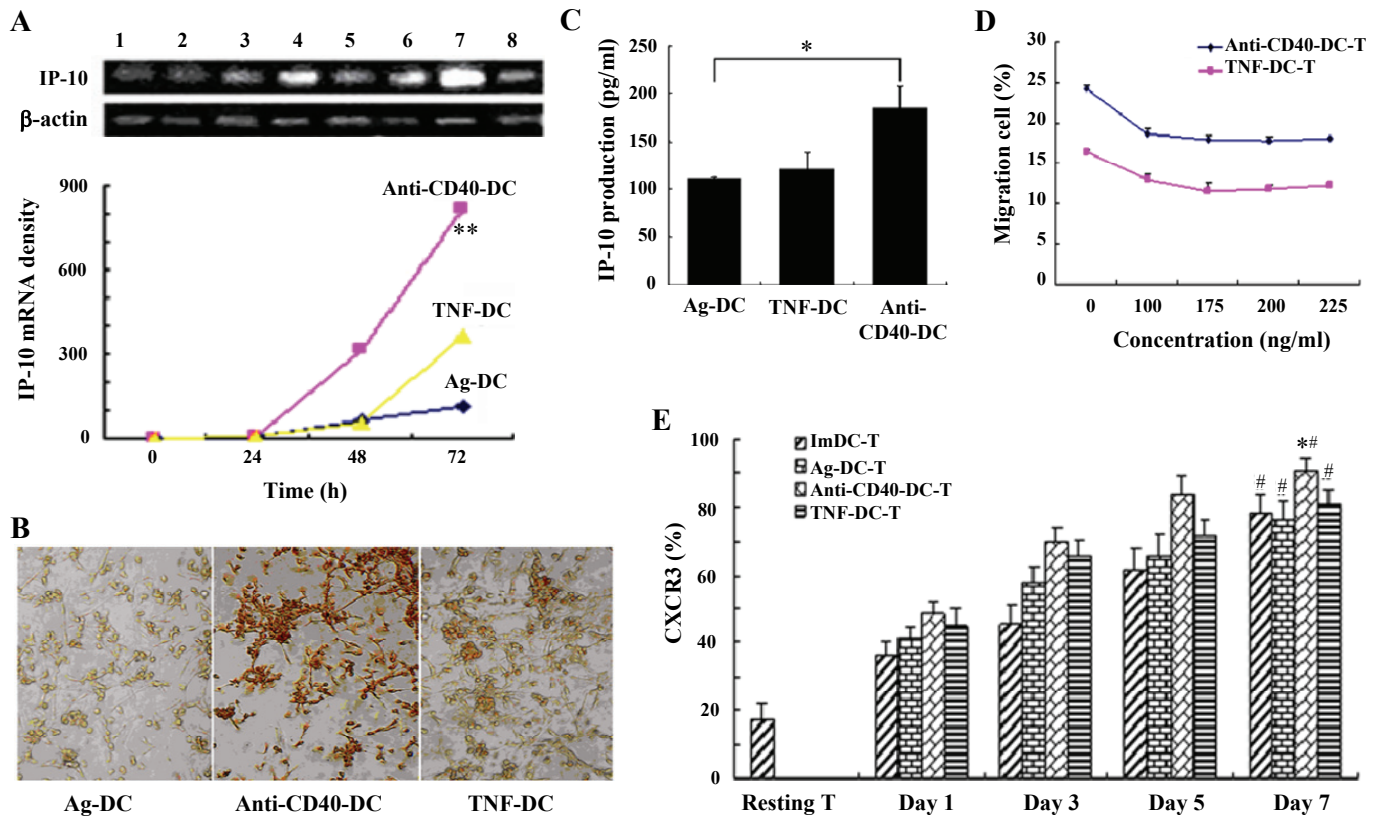 A
1 2 3 4 5 6 7 8
IP-10
β-actin
900
600
300
0
IP-10 mRNA density
Anti-CD40-DC
**
TNF-DC
Ag-DC
0 24 48 72
Time (h)
B
Ag-DC Anti-CD40-DC TNF-DC
C
IP-10 production (pg/ml)
250
200
150
100
50
0
*
Ag-DC TNF-DC Anti-
CD40-DC
D
Migration cell (%)
30
25
20
15
10
5
0
Anti-CD40-DC-T
TNF-DC-T
0 100 175 200 225
Concentration (ng/ml)
E
CXCR3 (%)
100
80
60
40
20
0
ImDC-T
Ag-DC-T
Anti-CD40-DC-T
TNF-DC-T
# # *# #
Resting T Day 1 Day 3 Day 5 Day 7